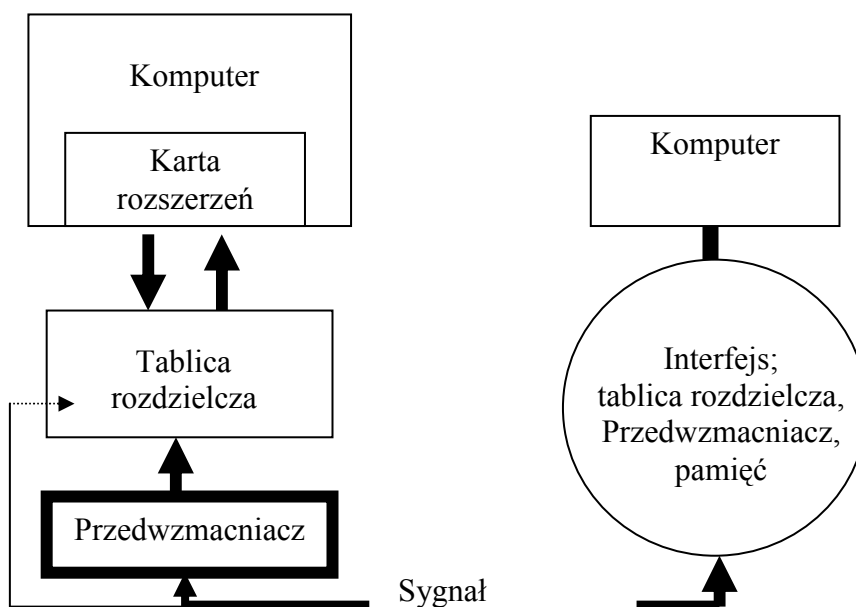 Komputer
Karta
rozszerzeń
Tablica
rozdzielcza
Przedwzmacniacz
Sygnał
Komputer
Interfejs;
tablica rozdzielcza,
Przedwzmacniacz,
pamięć